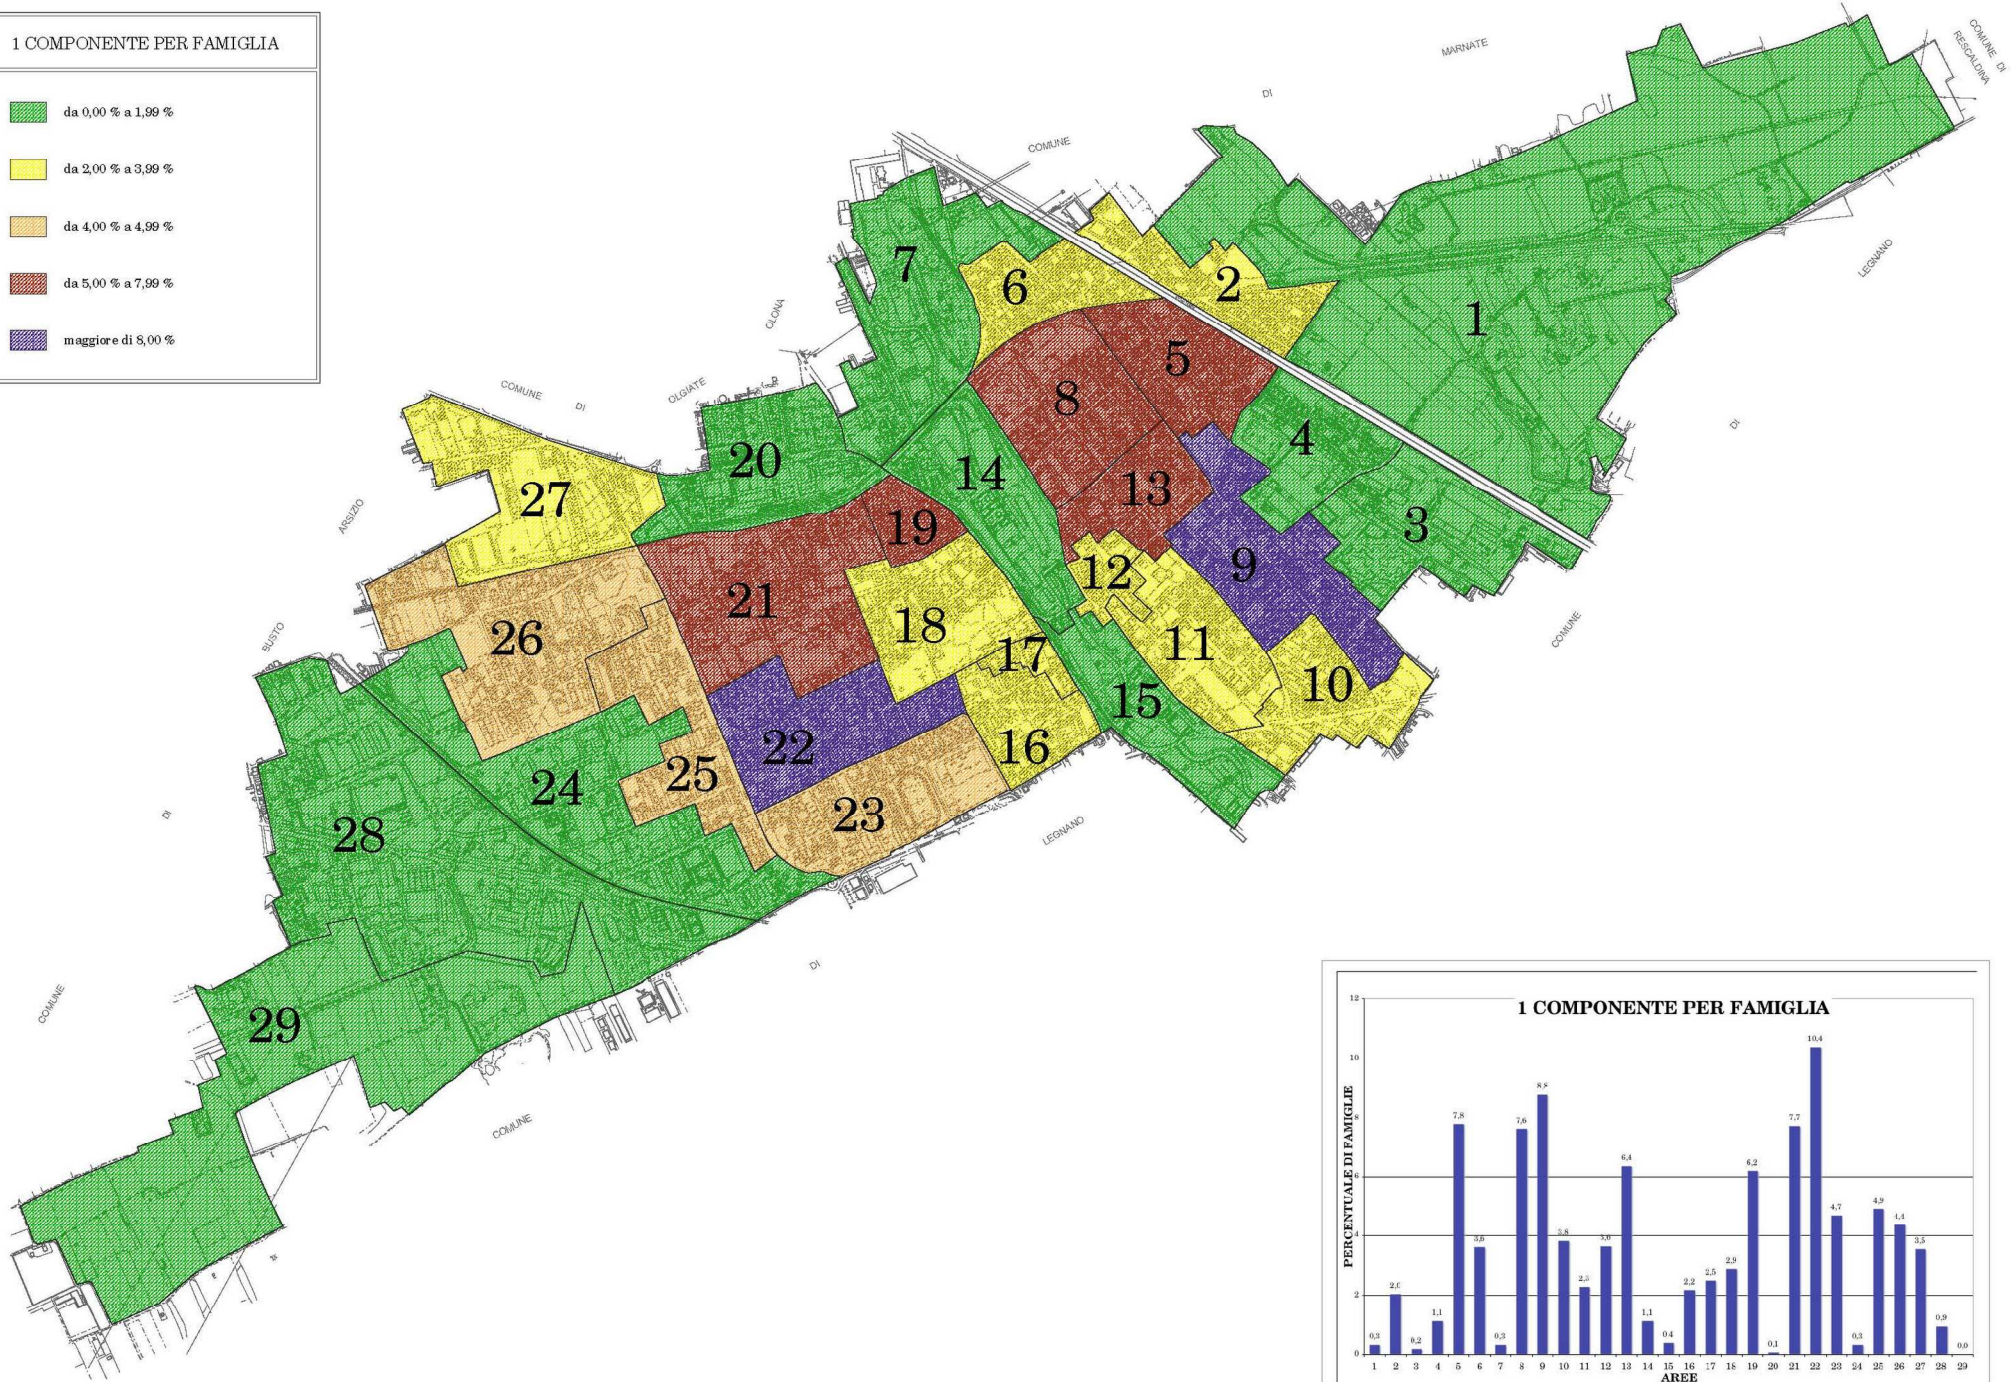 1 COMPONENTE PER FAMIGLIA
da 0,00 % a 1,99 %
da 2,00 % a 3,99 %
da 4,00 % a 4,99 %
da 5,00 % a 7,99 %
maggiore di 8,00 %
COMUNE DI
RESCALDINA
MARNATE
DI
COMUNE
LEGNANO
DI
COMUNE
OLONA
OLGIATE
DI
COMUNE
ARSIZIO
BUSTO
DI
COMUNE
LEGNANO
DI
COMUNE
1
2
3
4
5
6
7
8
9
10
11
12
13
14
15
16
17
18
19
20
21
22
23
24
25
26
27
28
29
1 COMPONENTE PER FAMIGLIA
PERCENTUALE DI FAMIGLIE
12
10
8
6
4
2
0
0,3
2,0
0,2
1,1
7,8
3,6
0,3
7,6
8,8
3,8
2,3
3,6
6,4
1,1
0,4
2,2
2,5
2,9
6,2
0,1
7,7
10,4
4,7
0,3
4,9
4,4
3,5
0,9
0,0
1 2 3 4 5 6 7 8 9 10 11 12 13 14 15 16 17 18 19 20 21 22 23 24 25 26 27 28 29
AREE